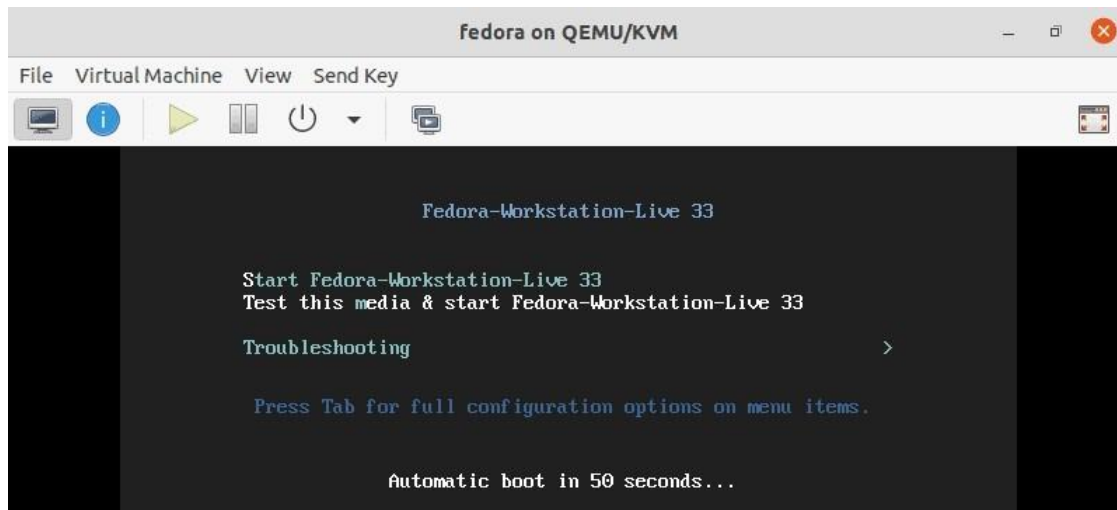 fedora on QEMU/KVM
File Virtual Machine View Send Key
Fedora-Workstation-Live 33
Start Fedora-Workstation-Live 33
Test this media & start Fedora-Workstation-Live 33
Troubleshooting >
Press Tab for full configuration options on menu items.
Automatic boot in 50 seconds...